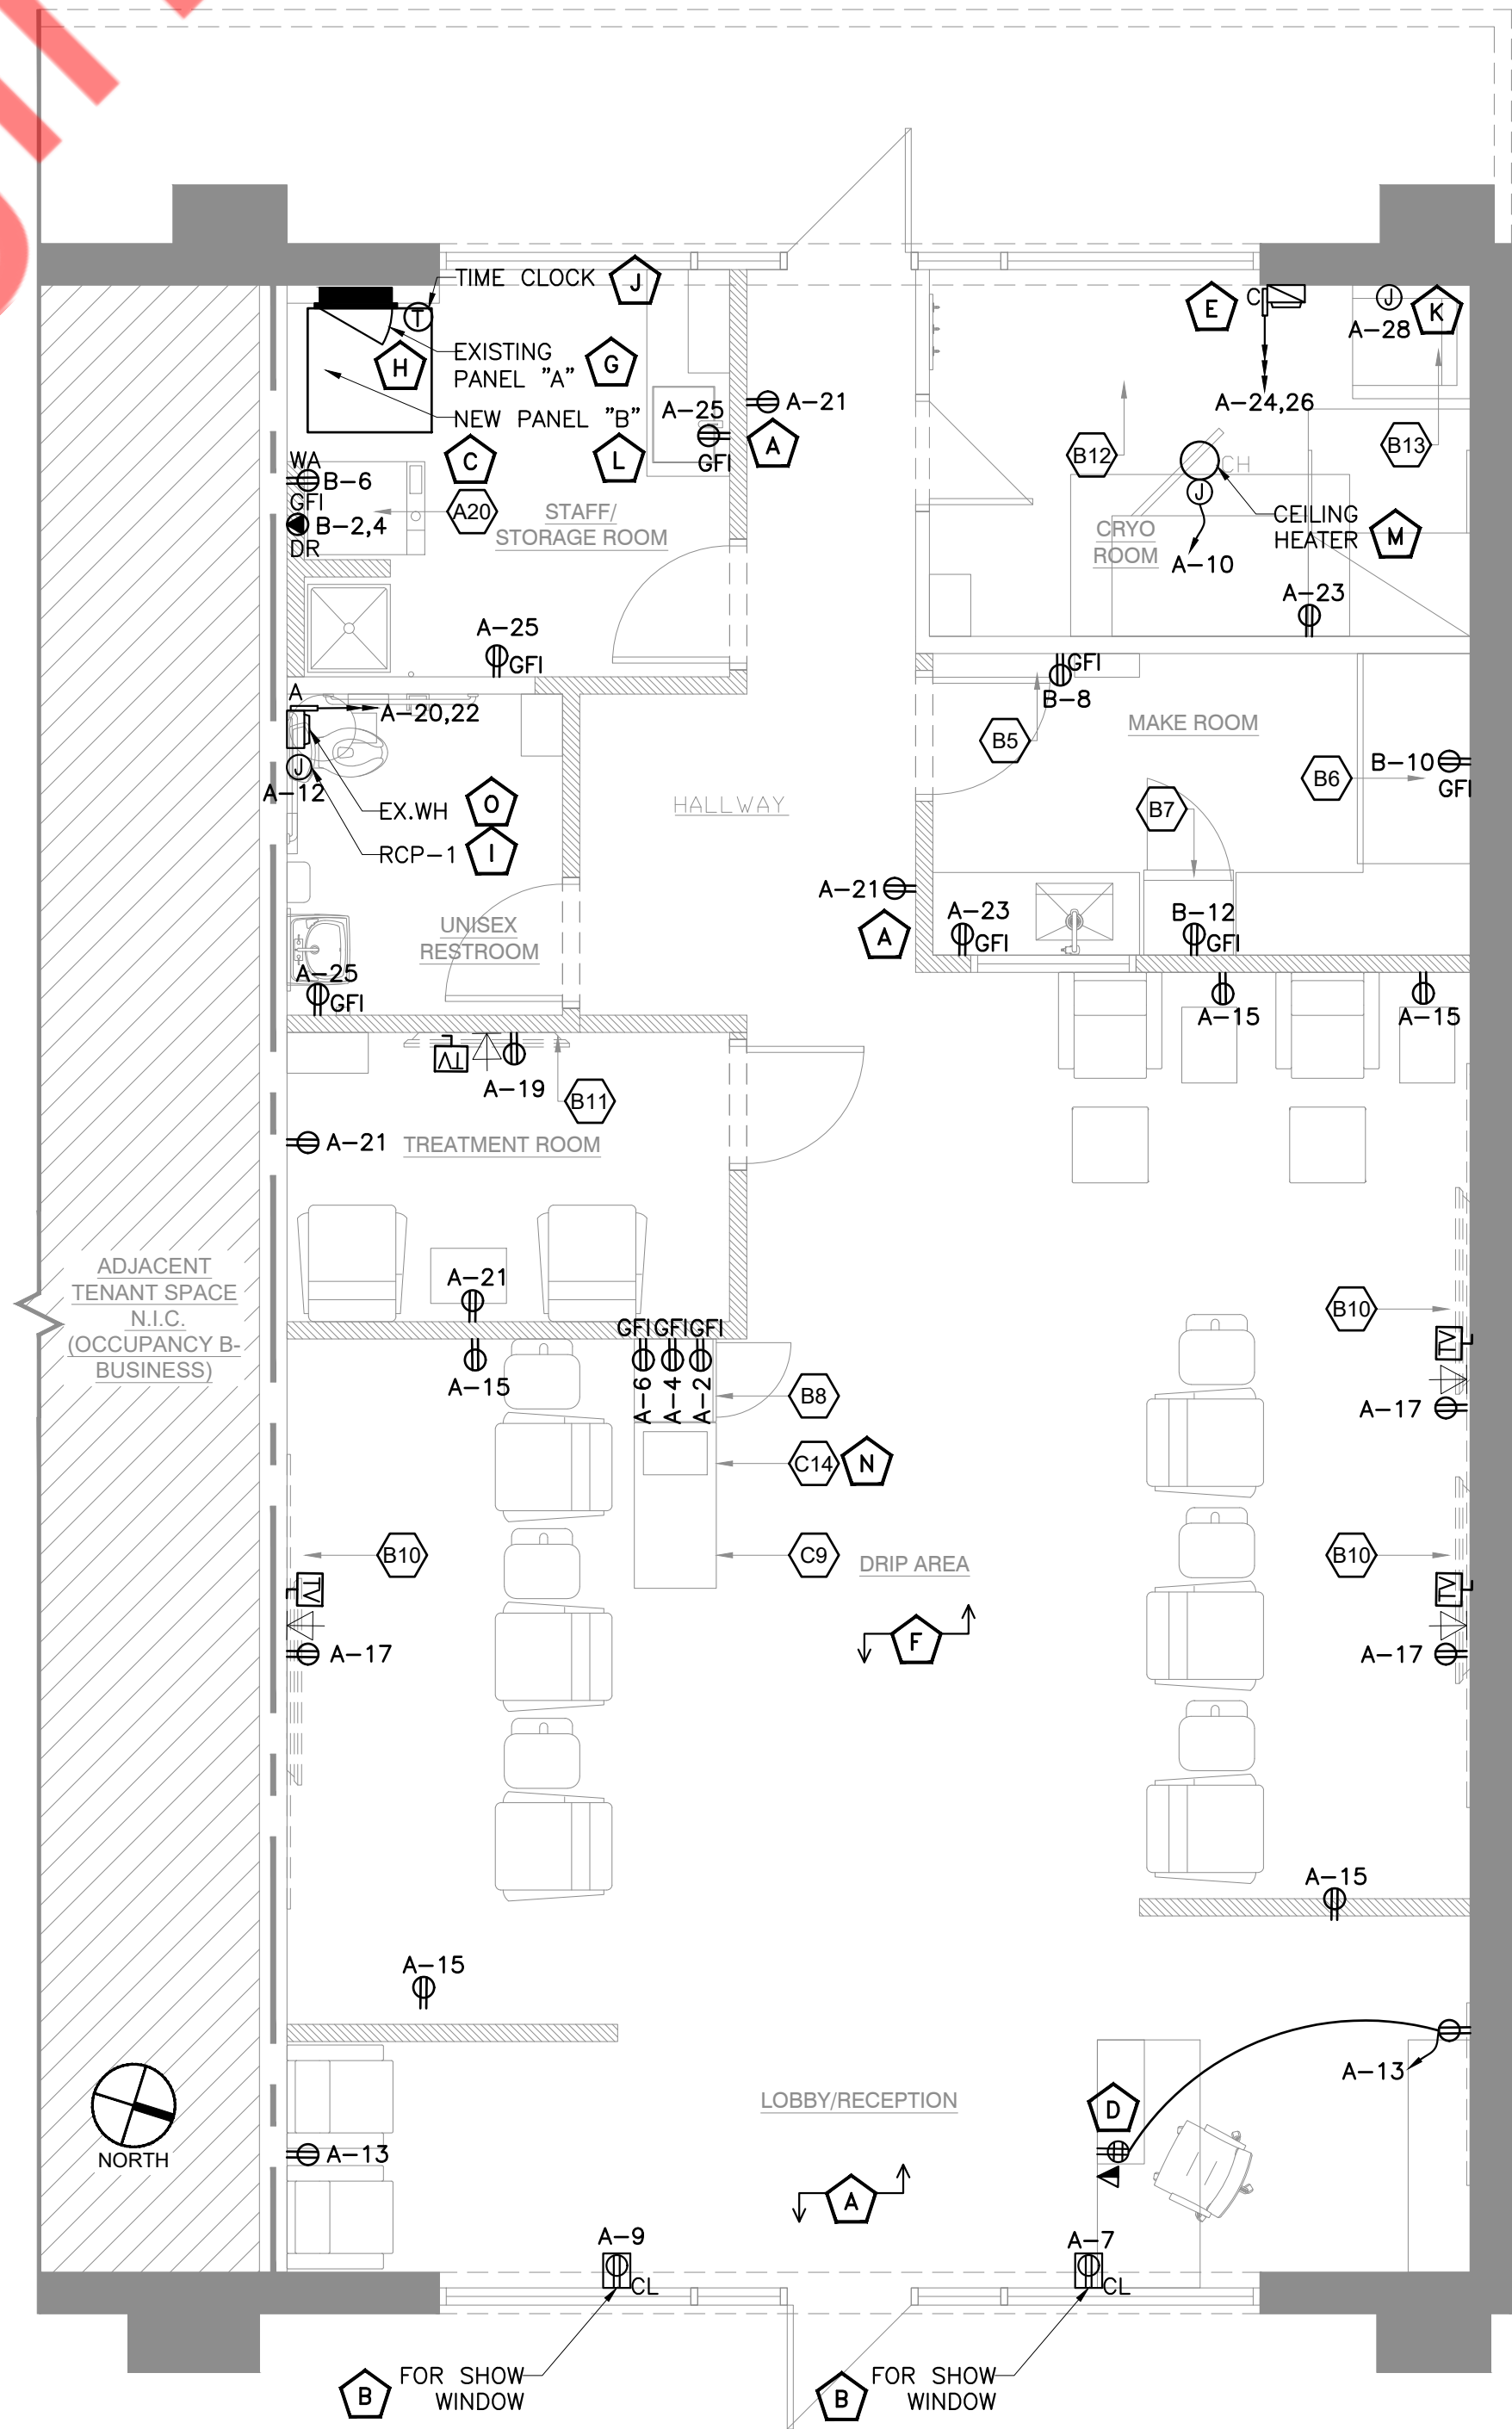 TIME CLOCK
J
T
EXISTING
PANEL "A"
G
H
NEW PANEL "B"
C
L
A-25
GFI
A-21
A
WA
B-6
GFI
B-2,4
DR
A20
STAFF/
STORAGE ROOM
A-25
GFI
E
C
J
A-28
K
A-24,26
B12
B13
CH
J
CEILING
HEATER
M
CRYO
ROOM
A-10
A-23
A
A-20,22
J
A-12
EX.WH
O
RCP-1
I
UNISEX
RESTROOM
A-25
GFI
HALLWAY
A-21
A
GFI
B-8
B5
MAKE ROOM
B6
B-10
GFI
B7
A-23
GFI
B-12
GFI
A-15
A-15
TV
A-19
B11
A-21
TREATMENT ROOM
A-21
ADJACENT
TENANT SPACE
N.I.C.
(OCCUPANCY B-
BUSINESS)
A-15
GFI
GFI
GFI
A-6
A-4
A-2
B8
C14
N
C9
B10
TV
A-17
B10
TV
A-17
B10
TV
A-17
DRIP AREA
F
A-15
A-15
A-13
NORTH
A-13
LOBBY/RECEPTION
D
A
A-9
CL
A-7
CL
B
FOR SHOW
WINDOW
B
FOR SHOW
WINDOW